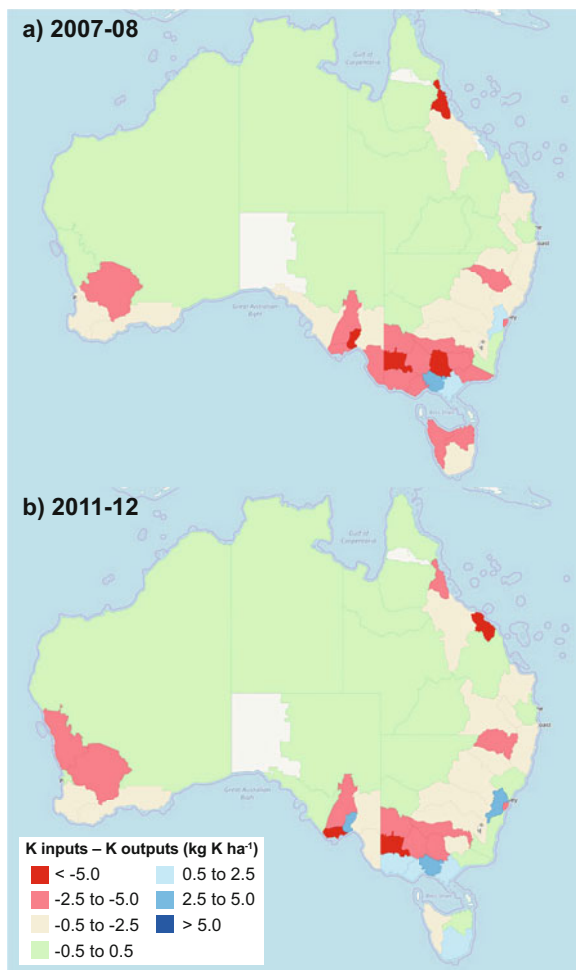 a) 2007-08
Gulf of
Carpentaria
Great Australian
Bight
Bass Strait
b) 2011-12
Gulf of
Carpentaria
Great Australian
Bight
K inputs – K outputs (kg K ha⁻¹)
< -5.0
0.5 to 2.5
-2.5 to -5.0
2.5 to 5.0
-0.5 to -2.5
> 5.0
-0.5 to 0.5